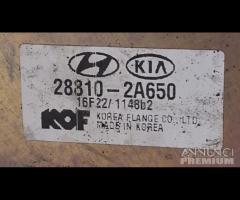 KIA
28810-2A650
16F22/1148b2
KOF KOREA FLANGE CO., LTD.
MADE IN KOREA
ANNUNCI
PREMIUM